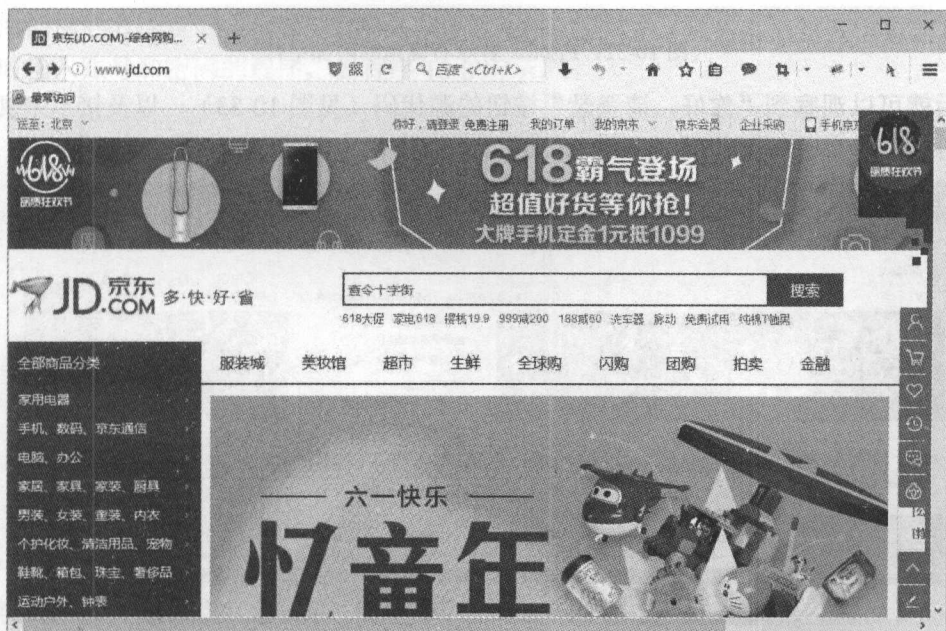 JD 京东(JD.COM)-综合网购... × +
www.jd.com 百度 <Ctrl+K>
最常访问
送至：北京 你好，请登录 免费注册 我的订单 我的京东 京东会员 企业采购 手机京东
618
品质狂欢节
618霸气登场
超值好货等你抢！
大牌手机定金1元抵1099
618
品质狂欢节
JD京东.COM 多·快·好·省
查令十字街 搜索
618大促 家电618 樱桃19.9 999减200 188减60 洗车器 脉动 免费试用 纯棉T恤男
全部商品分类 服装城 美妆馆 超市 生鲜 全球购 闪购 团购 拍卖 金融
家用电器
手机、数码、京东通信
电脑、办公
家居、家具、家装、厨具
男装、女装、童装、内衣
个护化妆、清洁用品、宠物
鞋靴、箱包、珠宝、奢侈品
运动户外、钟表
六一快乐
忆童年